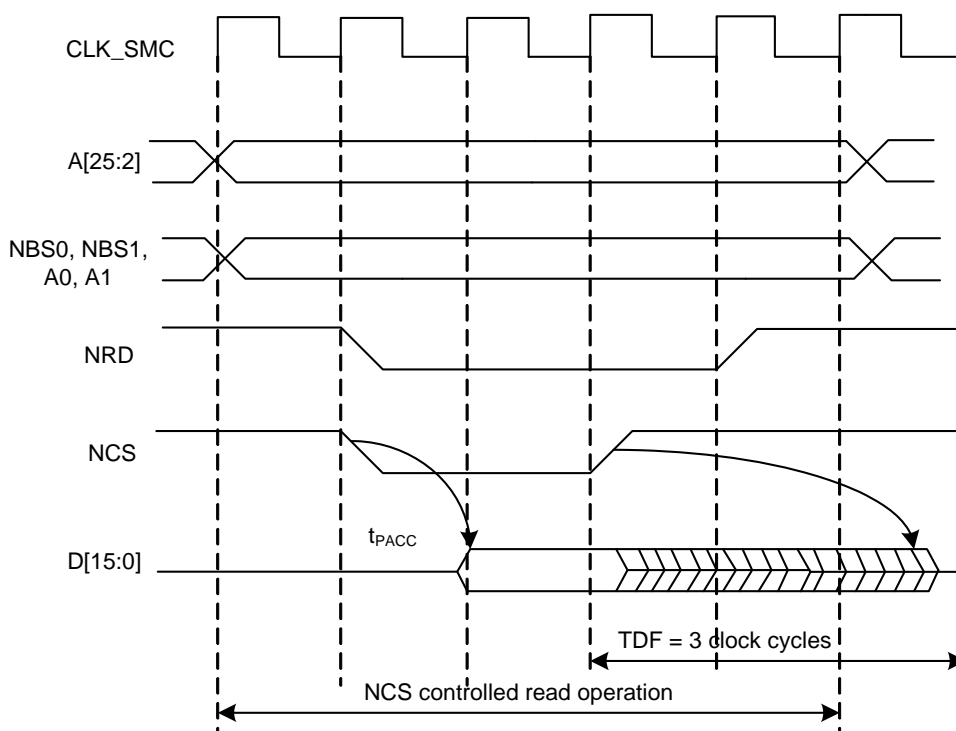 CLK_SMC
A[25:2]
NBS0, NBS1,
A0, A1
NRD
NCS
tPACC
D[15:0]
TDF = 3 clock cycles
NCS controlled read operation